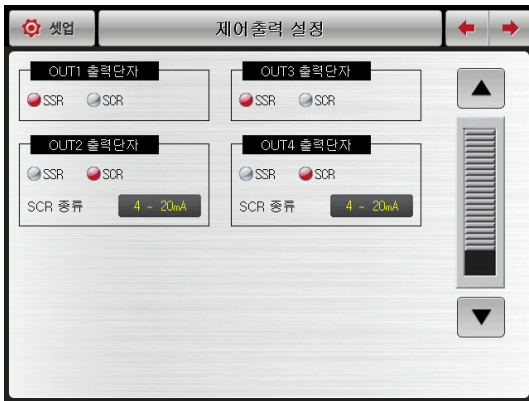 셋업
제어출력 설정
OUT1 출력단자
SSR SCR
OUT3 출력단자
SSR SCR
OUT2 출력단자
SSR SCR
SCR 종류 4 ~ 20mA
OUT4 출력단자
SSR SCR
SCR 종류 4 ~ 20mA